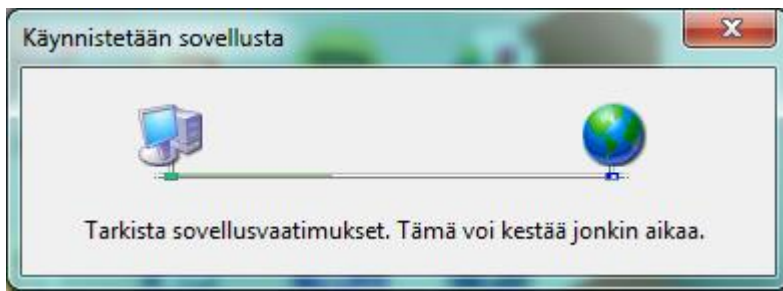 Käynnistetään sovellusta
Tarkista sovellusvaatimukset. Tämä voi kestää jonkin aikaa.